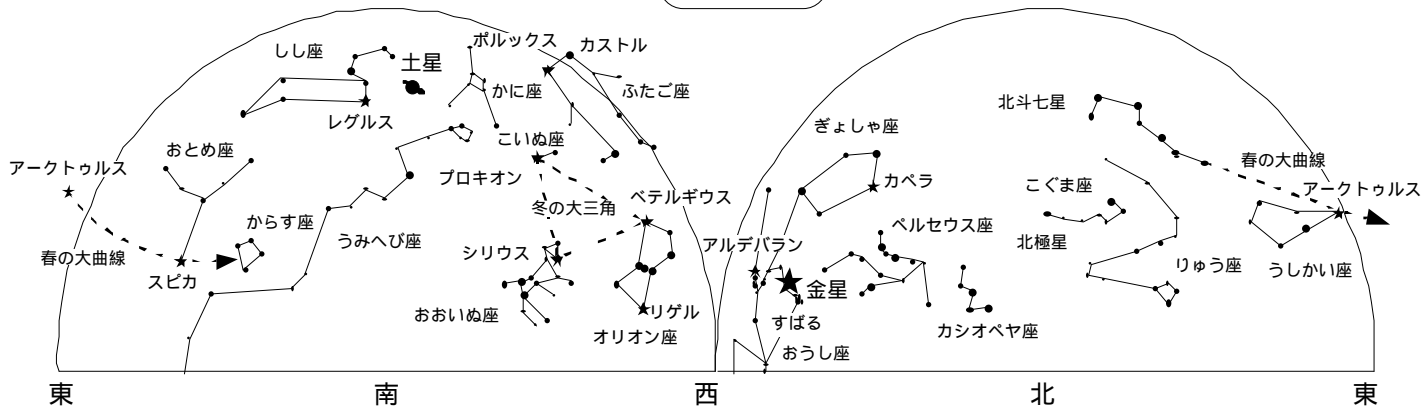 しし座
土星
ポルックス
カストル
かに座
ふたご座
レグルス
こいぬ座
おとめ座
アークトゥルス
プロキオン
ベテルギウス
冬の大三角
からす座
うみへび座
シリウス
春の大曲線
スピカ
おおいぬ座
リゲル
オリオン座
東
南
西
北斗七星
ぎょしゃ座
春の大曲線
カペラ
こぐま座
アークトゥルス
ペルセウス座
アルデバラン
北極星
りゅう座
うしかい座
金星
すばる
カシオペヤ座
おうし座
北
東